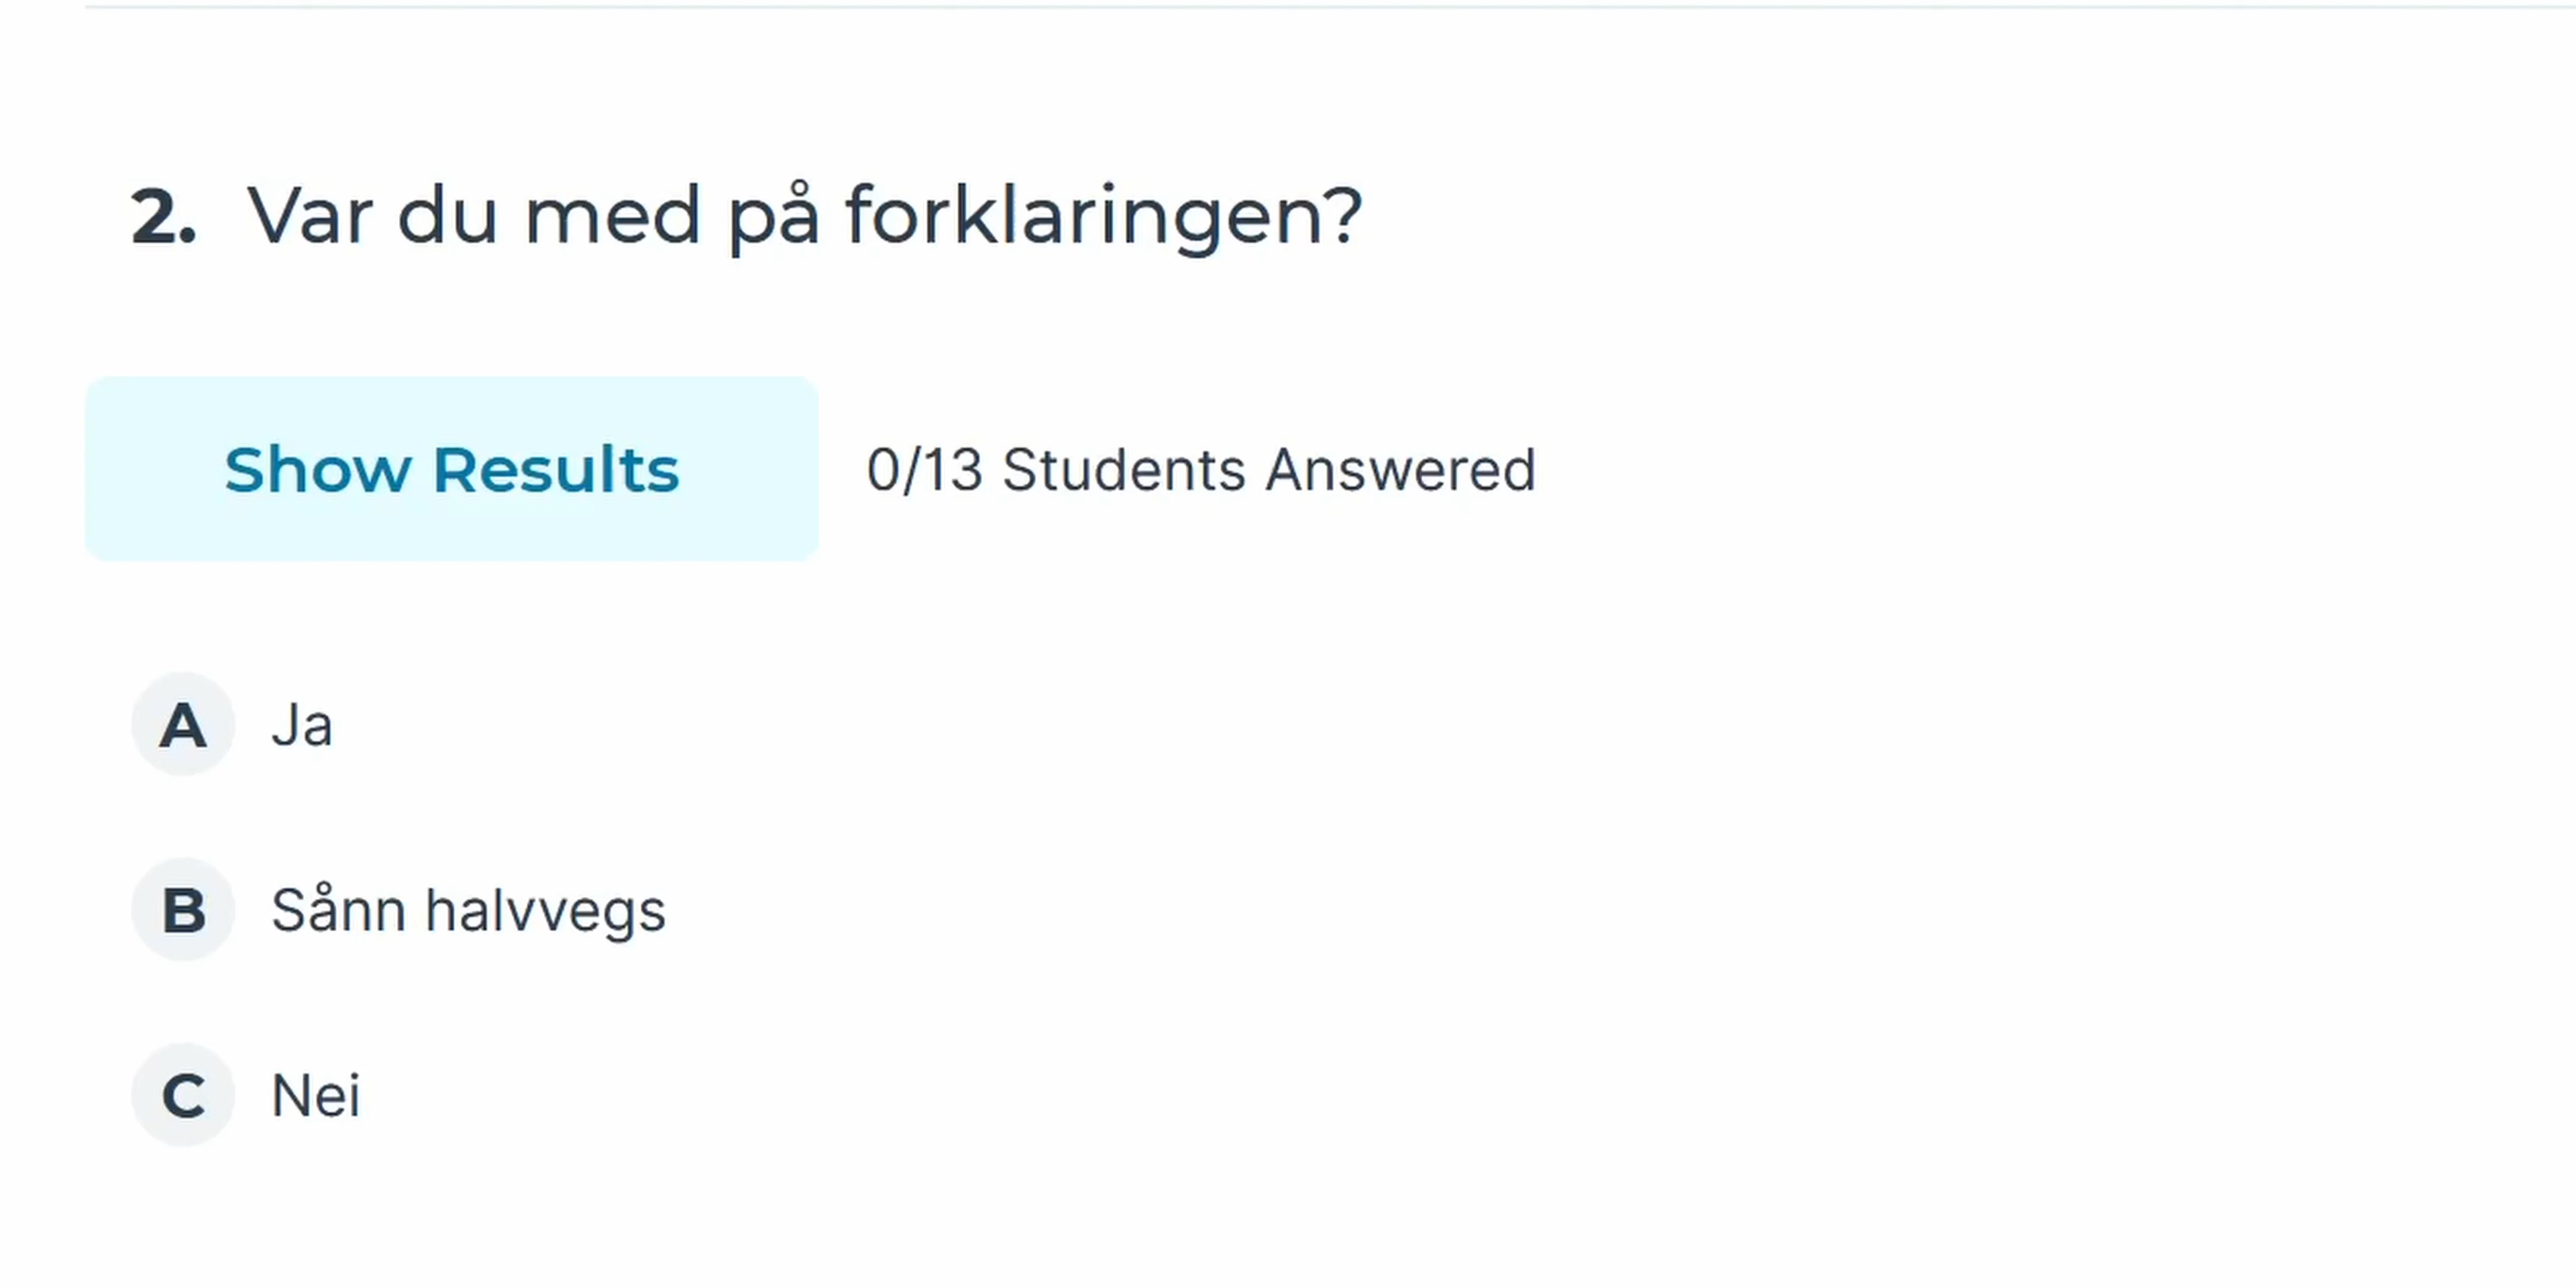 2. Var du med på forklaringen?
Show Results 0/13 Students Answered
A Ja
B Sånn halvvegs
C Nei